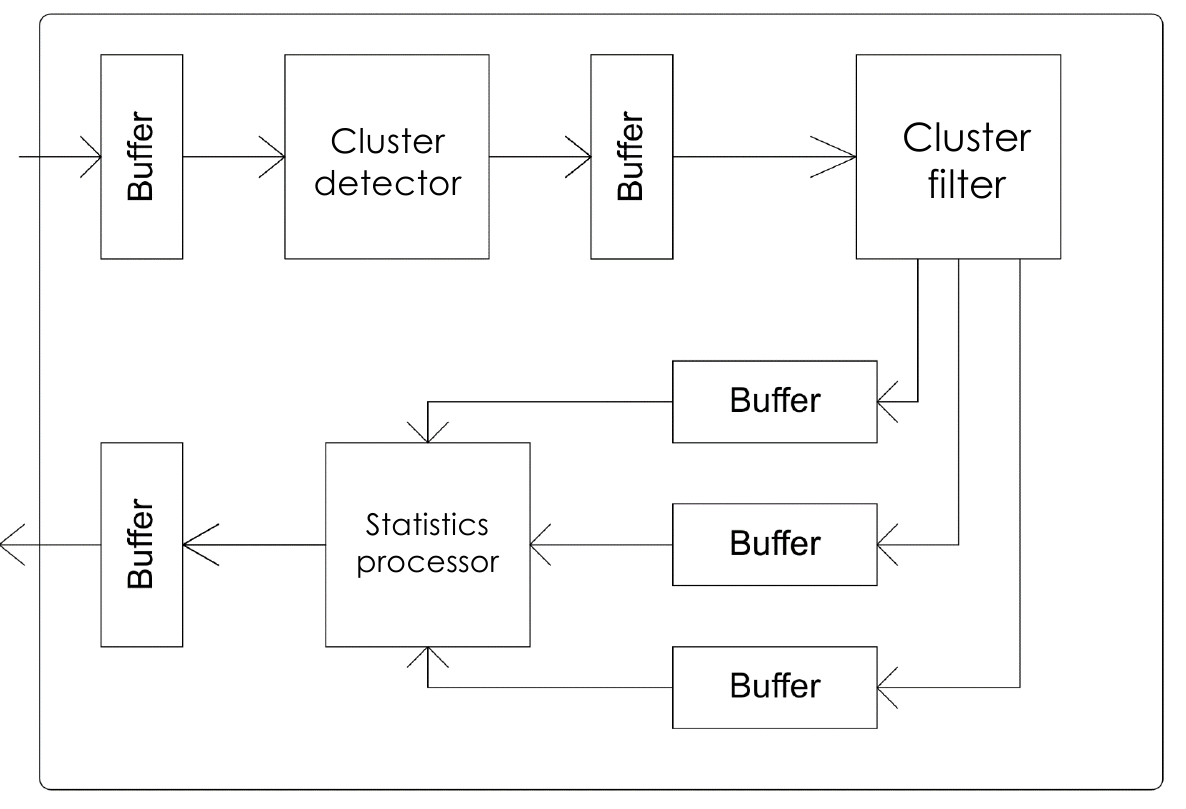 Buffer
Cluster
detector
Buffer
Cluster
filter
Buffer
Buffer
Statistics
processor
Buffer
Buffer